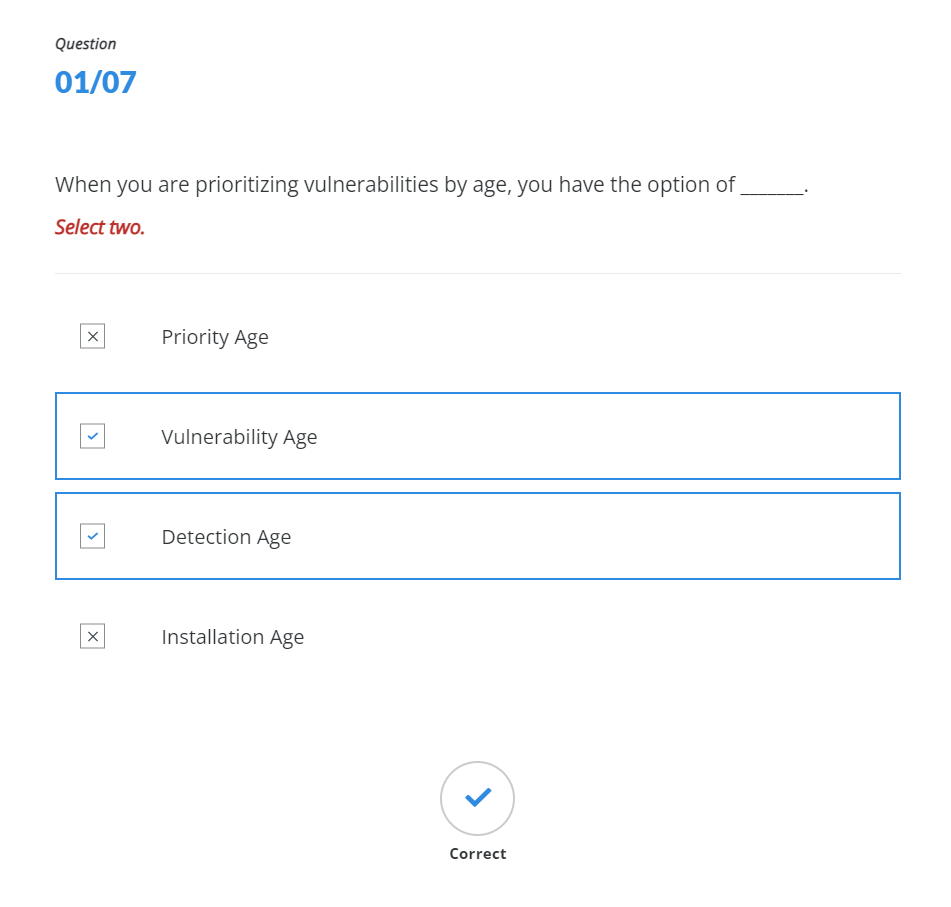 Question
01/07
When you are prioritizing vulnerabilities by age, you have the option of _______.
Select two.
Priority Age
Vulnerability Age
Detection Age
Installation Age
Correct